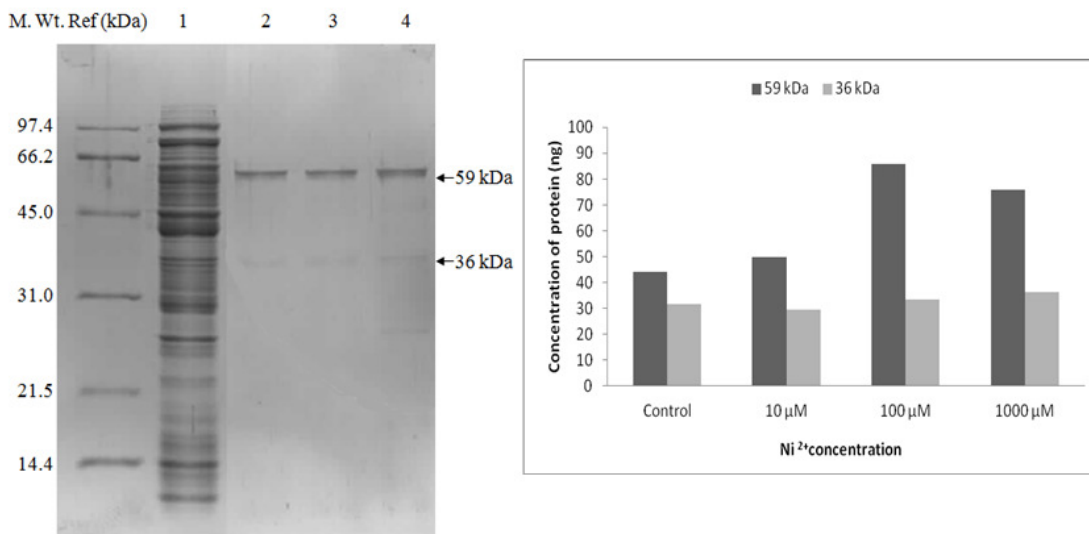 M. Wt. Ref (kDa) 1 2 3 4
97.4
66.2
59 kDa
45.0
36 kDa
31.0
21.5
14.4
59 kDa 36 kDa
Concentration of protein (ng)
100
90
80
70
60
50
40
30
20
10
0
Control 10 µM 100 µM 1000 µM
Ni ²⁺concentration